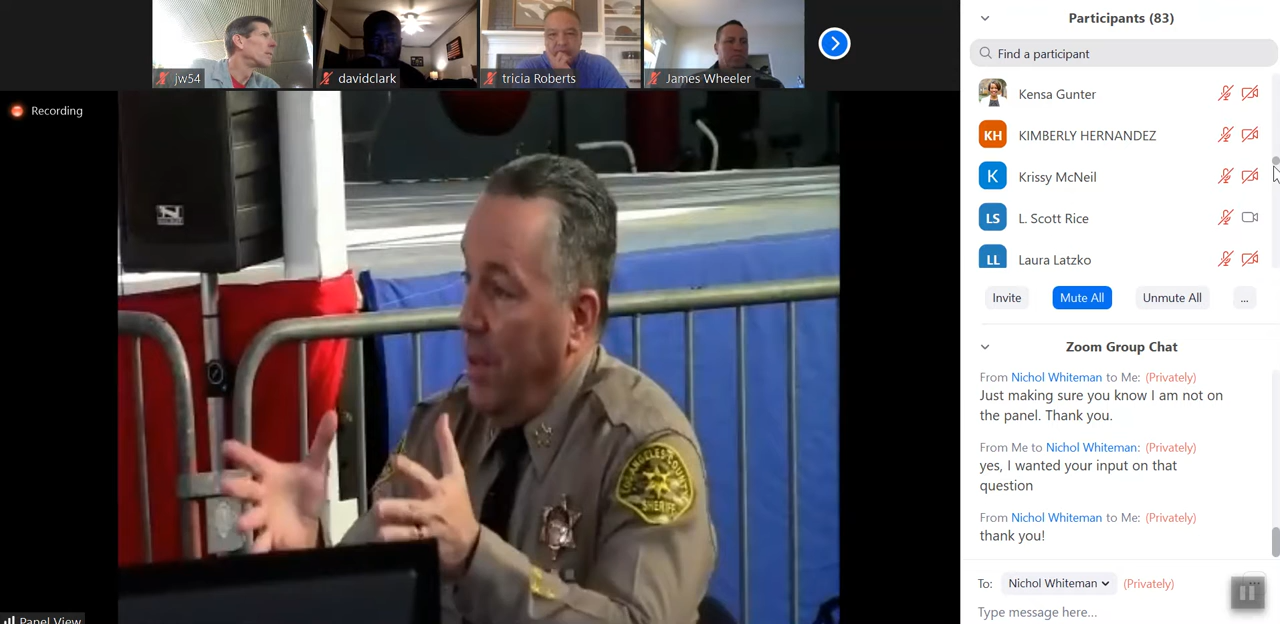 jw54
davidclark
tricia Roberts
James Wheeler
Recording
LOS ANGELES COUNTY
SHERIFF
Panel View
Participants (83)
Find a participant
Kensa Gunter
KH
KIMBERLY HERNANDEZ
K
Krissy McNeil
LS
L. Scott Rice
LL
Laura Latzko
Invite
Mute All
Unmute All
...
Zoom Group Chat
From Nichol Whiteman to Me: (Privately)
Just making sure you know I am not on
the panel. Thank you.
From Me to Nichol Whiteman: (Privately)
yes, I wanted your input on that
question
From Nichol Whiteman to Me: (Privately)
thank you!
To: Nichol Whiteman (Privately)
Type message here...